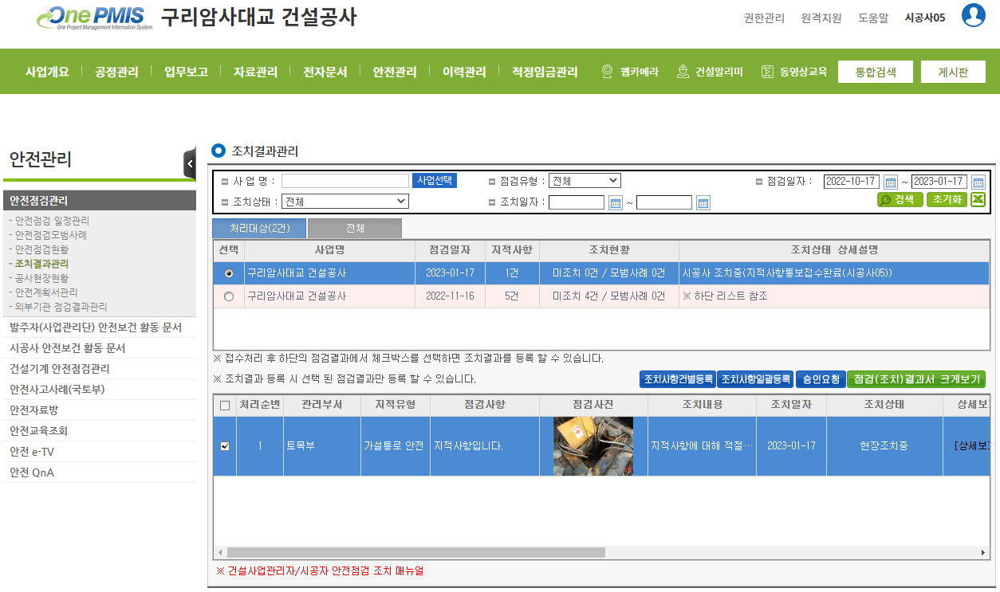 One PMIS
One Project Management Information System
구리암사대교 건설공사
권한관리 원격지원 도움말 시공사05
사업개요 공정관리 업무보고 자료관리 전자문서 안전관리 이력관리 적정임금관리 웹카메라 건설알리미 동영상교육 통합검색 게시판
안전관리
안전점검관리
- 안전점검 일정관리
- 안전점검모범사례
- 안전점검현황
- 조치결과관리
- 공사현장현황
- 안전계획서관리
- 외부기관 점검결과관리
발주자(사업관리단) 안전보건 활동 문서
시공사 안전보건 활동 문서
건설기계 안전점검관리
안전사고사례(국토부)
안전자료방
안전교육조회
안전 e-TV
안전 QnA
조치결과관리
사 업 명 : 사업선택 점검유형 : 전체 점검일자 : 2022-10-17 ~ 2023-01-17
조치상태 : 전체 조치일자 : ~ 검색 초기화
처리대상(2건) 전체
선택 사업명 점검일자 지적사항 조치현황 조치상태 상세설명
구리암사대교 건설공사 2023-01-17 1건 미조치 0건 / 모범사례 0건 시공사 조치중(지적사항통보접수완료(시공사05))
구리암사대교 건설공사 2022-11-16 5건 미조치 4건 / 모범사례 0건 ※ 하단 리스트 참조
※ 접수처리 후 하단의 점검결과에서 체크박스를 선택하면 조치결과를 등록 할 수 있습니다.
※ 조치결과 등록 시 선택 된 점검결과만 등록 할 수 있습니다. 조치사항건별등록 조치사항일괄등록 승인요청 점검(조치)결과서 크게보기
처리순번 관리부서 지적유형 점검사항 점검사진 조치내용 조치일자 조치상태 상세보
1 토목부 가설통로 안전 지적사항입니다. 지적사항에 대해 적절… 2023-01-17 현장조치중 [상세보
※ 건설사업관리자/시공자 안전점검 조치 매뉴얼